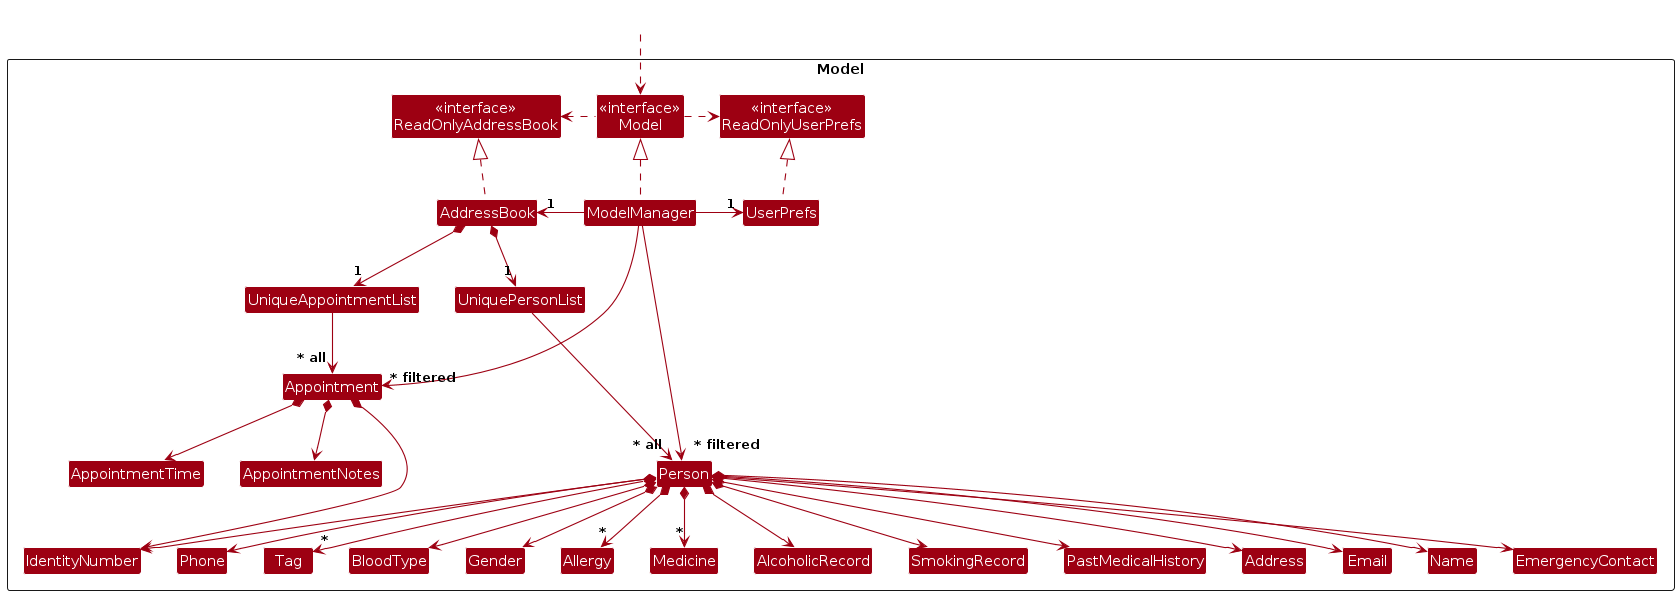 Model
«interface»
ReadOnlyAddressBook
«interface»
Model
«interface»
ReadOnlyUserPrefs
AddressBook
1
ModelManager
1
UserPrefs
1
1
UniqueAppointmentList
UniquePersonList
* all
* filtered
Appointment
* all
* filtered
AppointmentTime
AppointmentNotes
Person
*
*
*
IdentityNumber
Phone
Tag
BloodType
Gender
Allergy
Medicine
AlcoholicRecord
SmokingRecord
PastMedicalHistory
Address
Email
Name
EmergencyContact